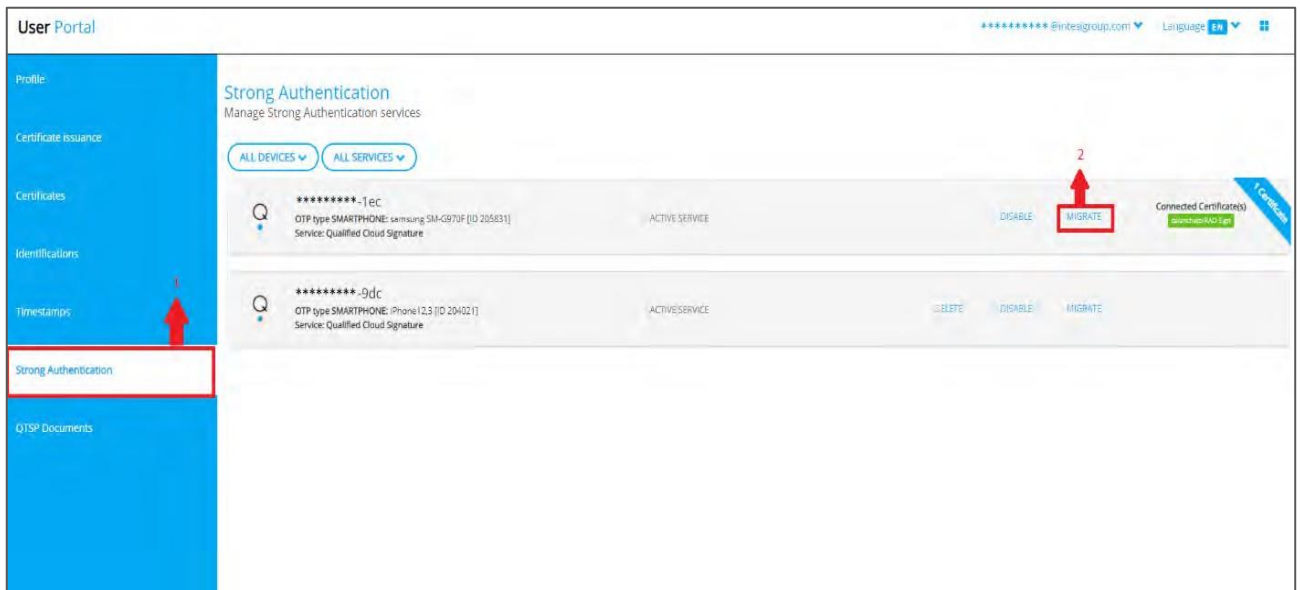 User Portal
********** @intesigroup.com Language EN
Profile
Certificate issuance
Certificates
Identifications
Timestamps
Strong Authentication
QTSP Documents
Strong Authentication
Manage Strong Authentication services
ALL DEVICES ALL SERVICES
1
2
*********-1ec
OTP type SMARTPHONE: samsung SM-G970F [ID 205831]
Service: Qualified Cloud Signature
ACTIVE SERVICE
DISABLE MIGRATE
Connected Certificate(s)
1 Certificate
*********-9dc
OTP type SMARTPHONE: iPhone12,3 [ID 204021]
Service: Qualified Cloud Signature
ACTIVE SERVICE
DELETE DISABLE MIGRATE